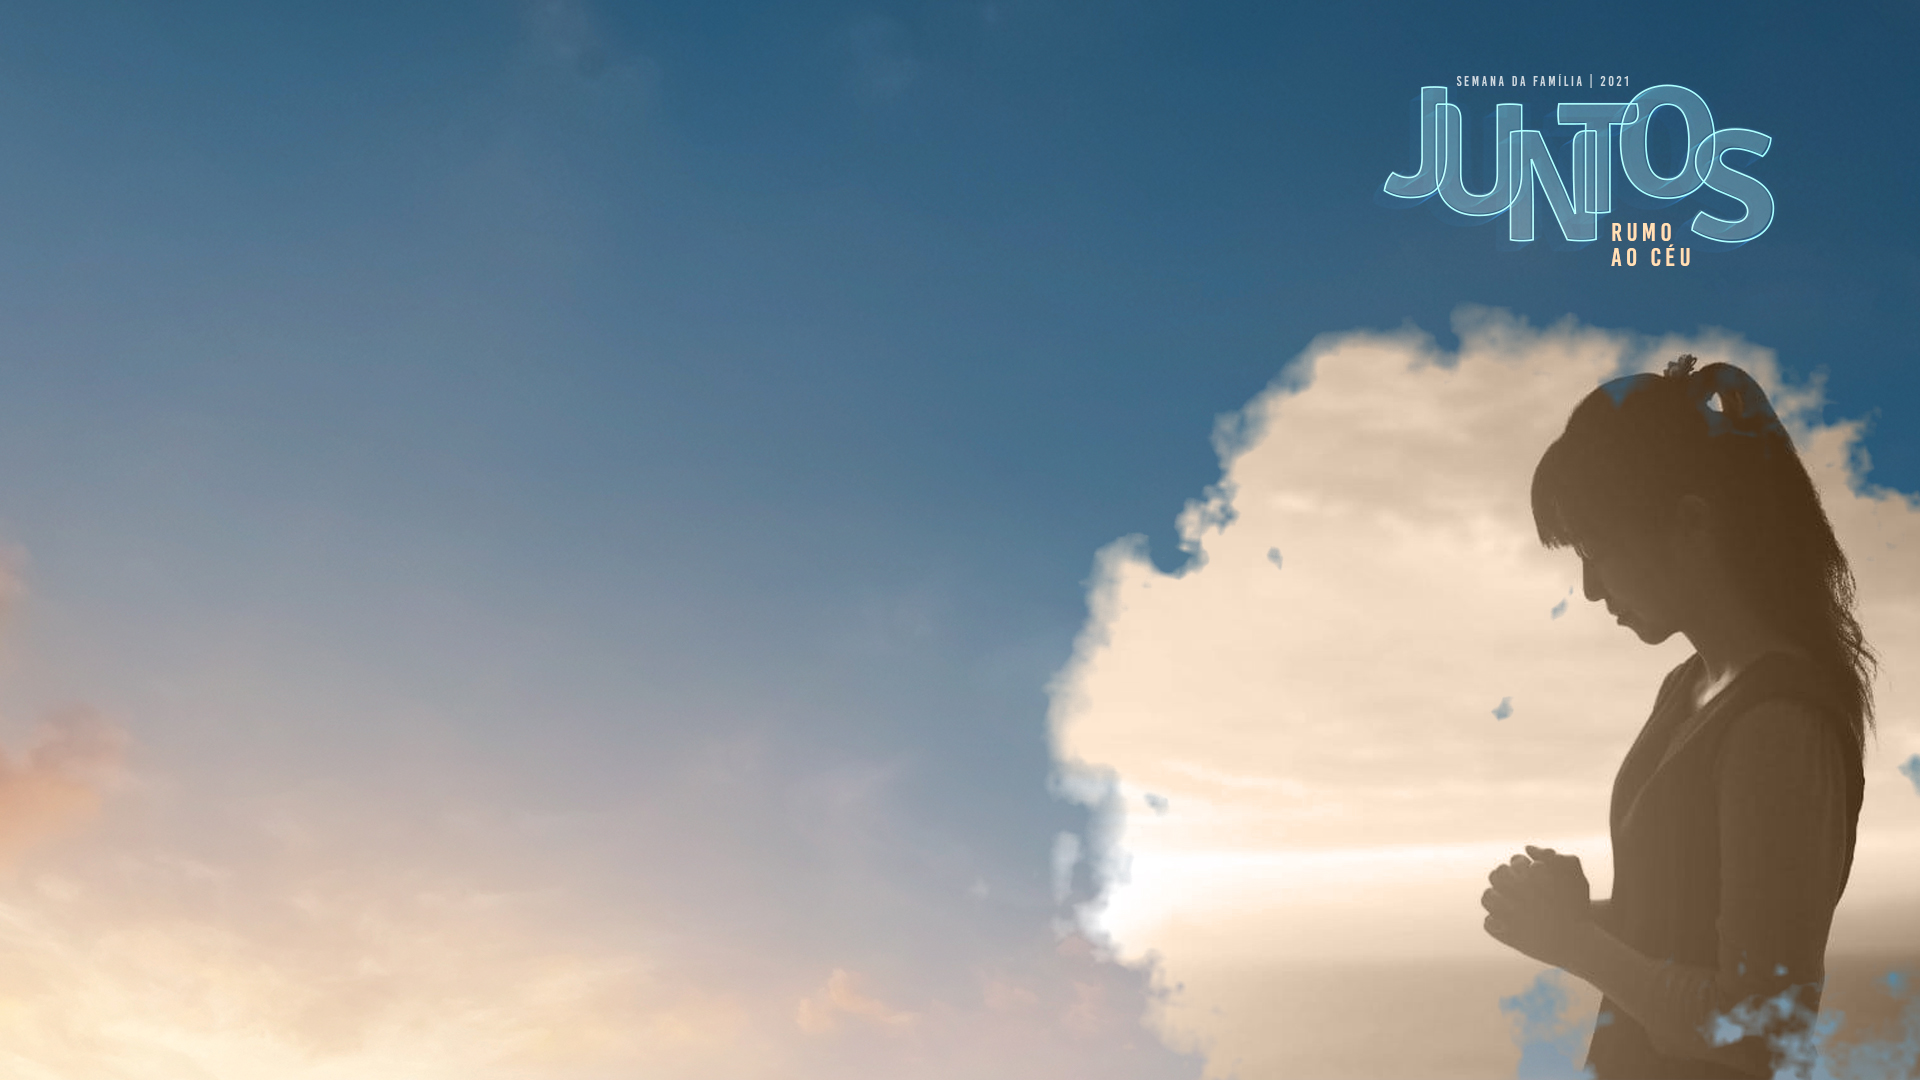 SEMANA DA FAMÍLIA | 2021
JUNTOS
RUMO
AO CÉU